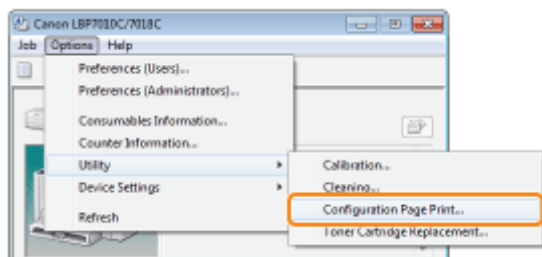 Canon LBP7010C/7018C
Job Options Help
Preferences (Users)...
Preferences (Administrators)...
Consumables Information...
Counter Information...
Utility
Device Settings
Refresh
Calibration...
Cleaning...
Configuration Page Print...
Toner Cartridge Replacement...